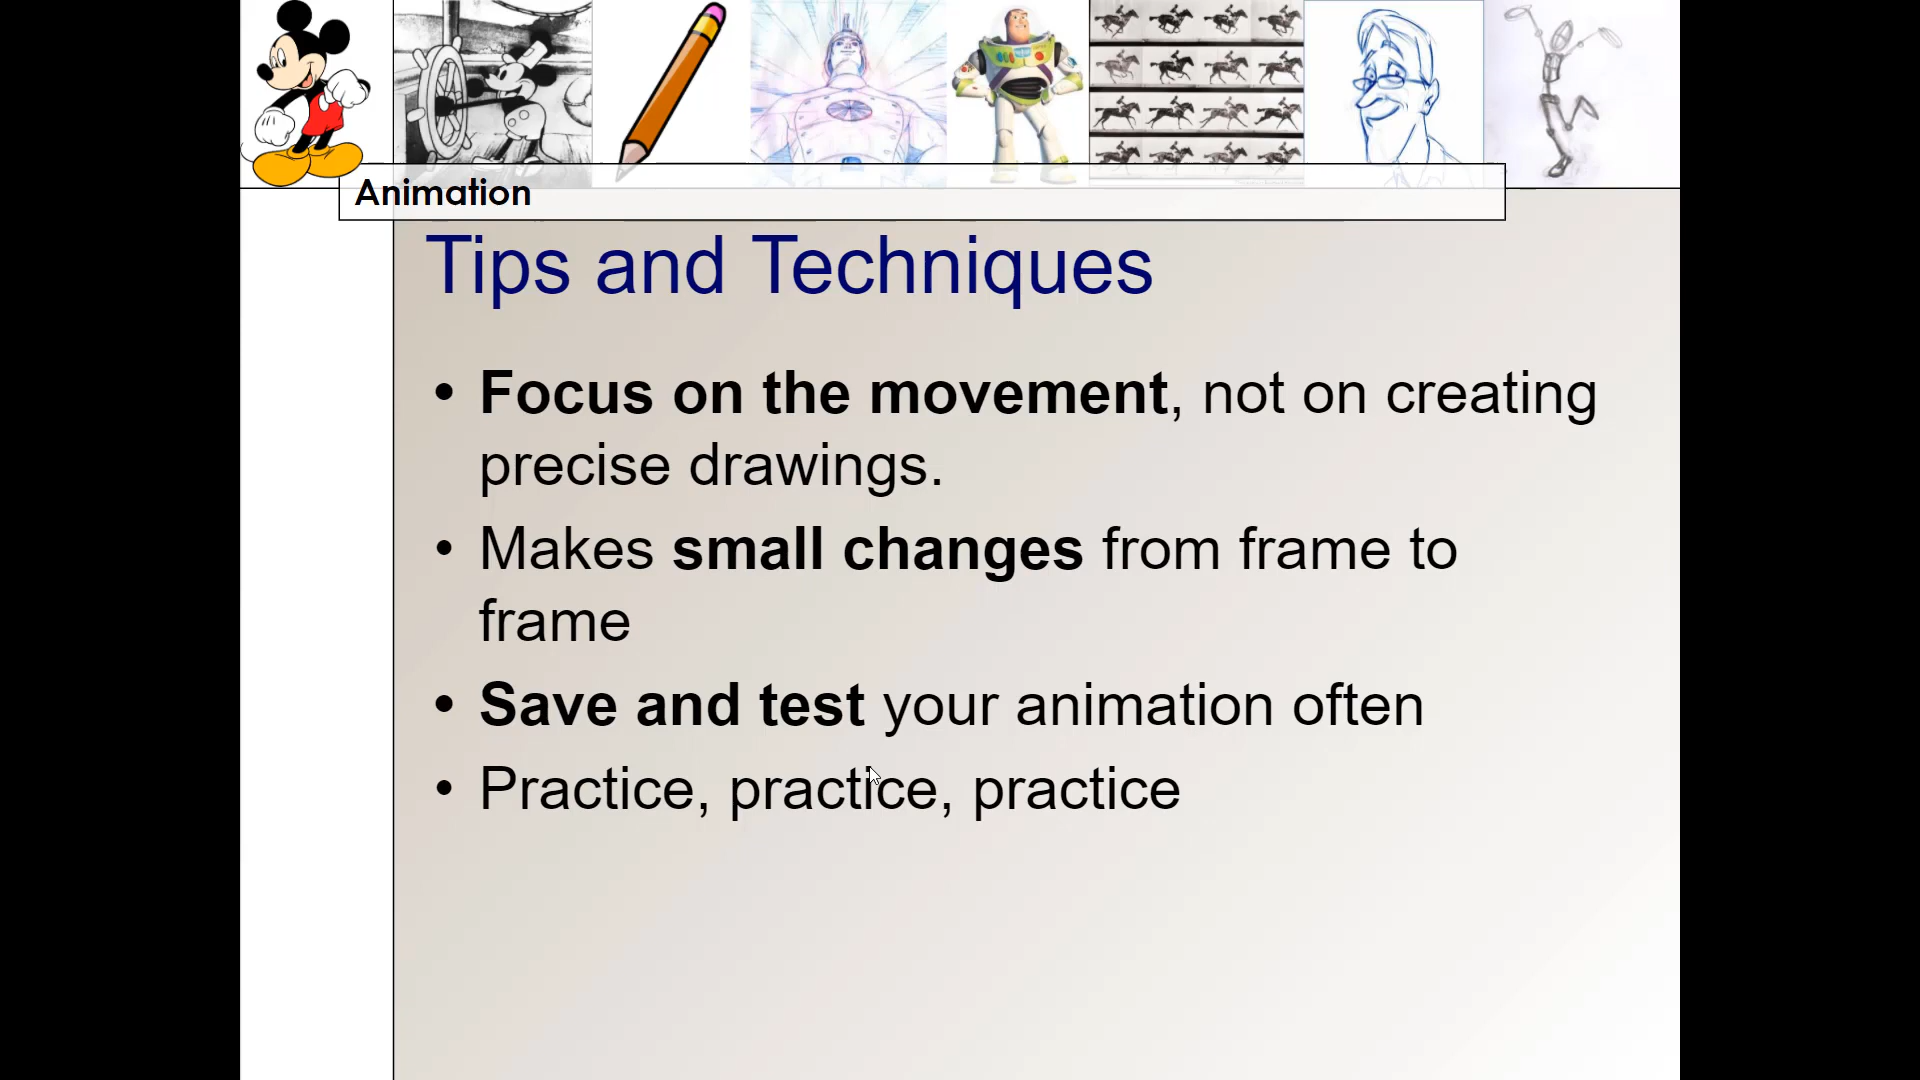 Animation
Tips and Techniques
• Focus on the movement, not on creating
precise drawings.
• Makes small changes from frame to
frame
• Save and test your animation often
• Practice, practice, practice